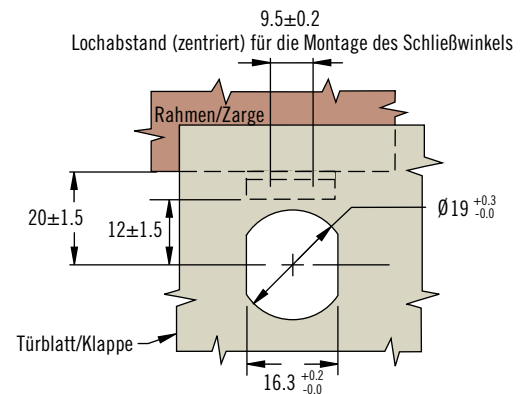 9.5±0.2
Lochabstand (zentriert) für die Montage des Schließwinkels
Rahmen/Zarge
20±1.5
12±1.5
Ø19 +0.3 -0.0
Türblatt/Klappe
16.3 +0.2 -0.0